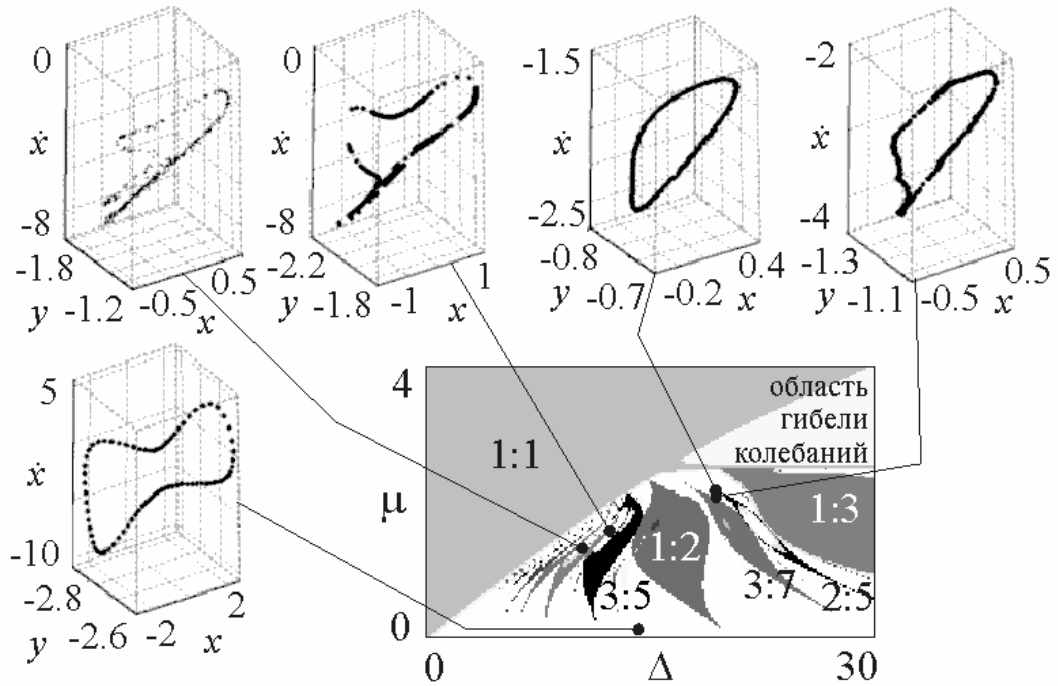 0
ẋ
-8
-1.8
y -1.2 -0.5 x 0.5
0
ẋ
-8
-2.2
y -1.8 -1 x 1
-1.5
ẋ
-2.5
-0.8 0.4
y -0.7 -0.2 x
-2
ẋ
-4
-1.3 0.5
y -1.1 -0.5 x
5
ẋ
-10
-2.8
y -2.6 -2 x 2
4
μ
0
0 Δ 30
область
гибели
колебаний
1:1
1:2
1:3
3:5
3:7
2:5